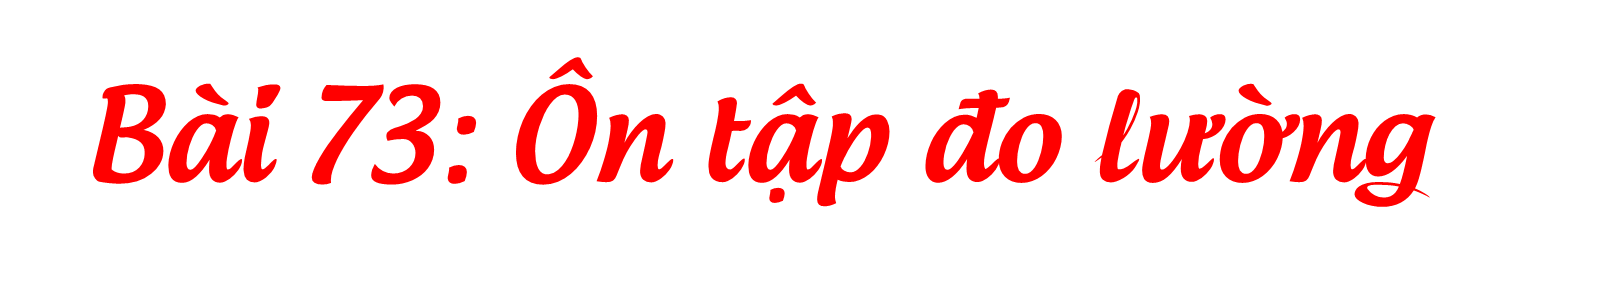 Bài 73: Ôn tập đo lường